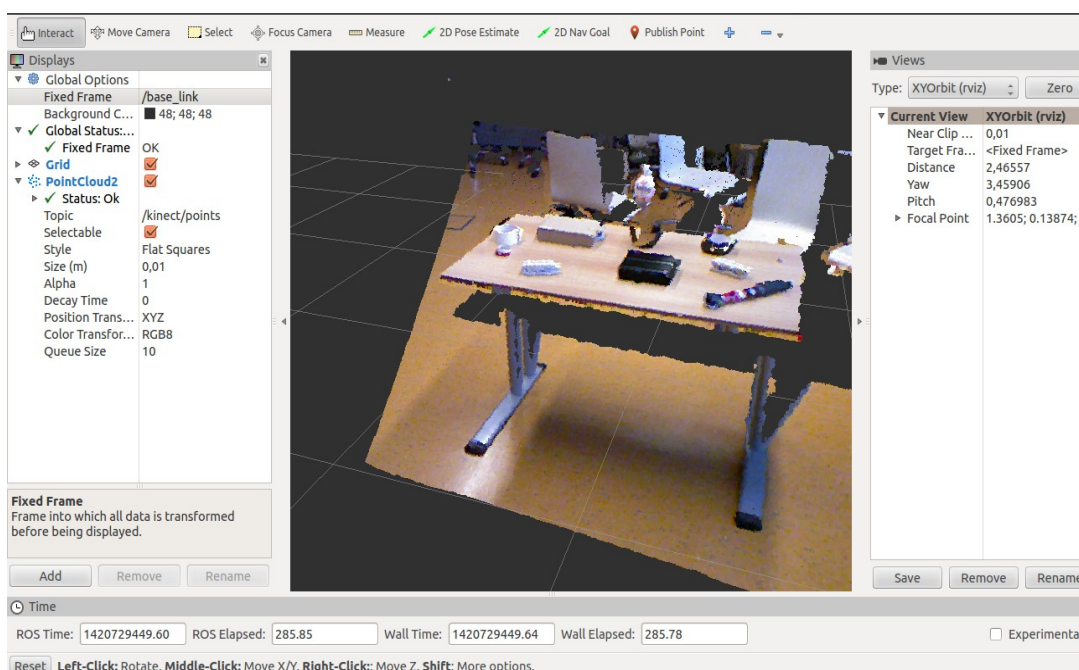 Interact Move Camera Select Focus Camera Measure 2D Pose Estimate 2D Nav Goal Publish Point
Displays
Global Options
Fixed Frame /base_link
Background C... 48; 48; 48
Global Status:...
Fixed Frame OK
Grid
PointCloud2
Status: Ok
Topic /kinect/points
Selectable
Style Flat Squares
Size (m) 0,01
Alpha 1
Decay Time 0
Position Trans... XYZ
Color Transfor... RGB8
Queue Size 10
Fixed Frame
Frame into which all data is transformed
before being displayed.
Add Remove Rename
Views
Type: XYOrbit (rviz) Zero
Current View XYOrbit (rviz)
Near Clip ... 0,01
Target Fra... <Fixed Frame>
Distance 2,46557
Yaw 3,45906
Pitch 0,476983
Focal Point 1.3605; 0.13874;
Save Remove Rename
Time
ROS Time: 1420729449.60 ROS Elapsed: 285.85 Wall Time: 1420729449.64 Wall Elapsed: 285.78 Experimenta
Reset Left-Click: Rotate. Middle-Click: Move X/Y. Right-Click:: Move Z. Shift: More options.